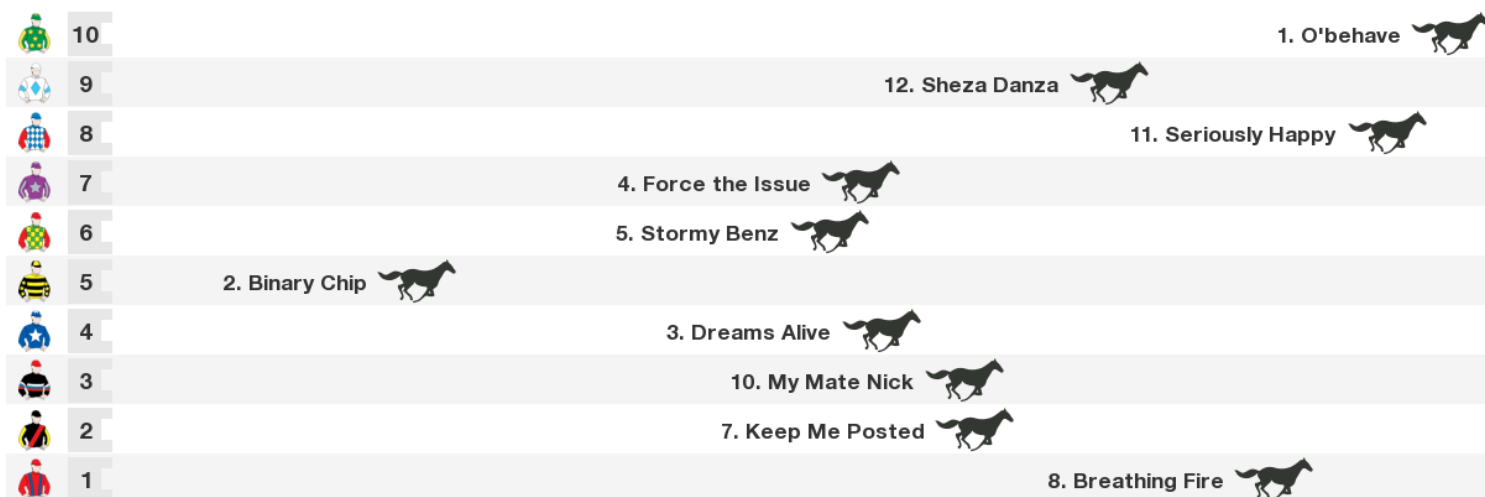 10 1. O'behave
9 12. Sheza Danza
8 11. Seriously Happy
7 4. Force the Issue
6 5. Stormy Benz
5 2. Binary Chip
4 3. Dreams Alive
3 10. My Mate Nick
2 7. Keep Me Posted
1 8. Breathing Fire